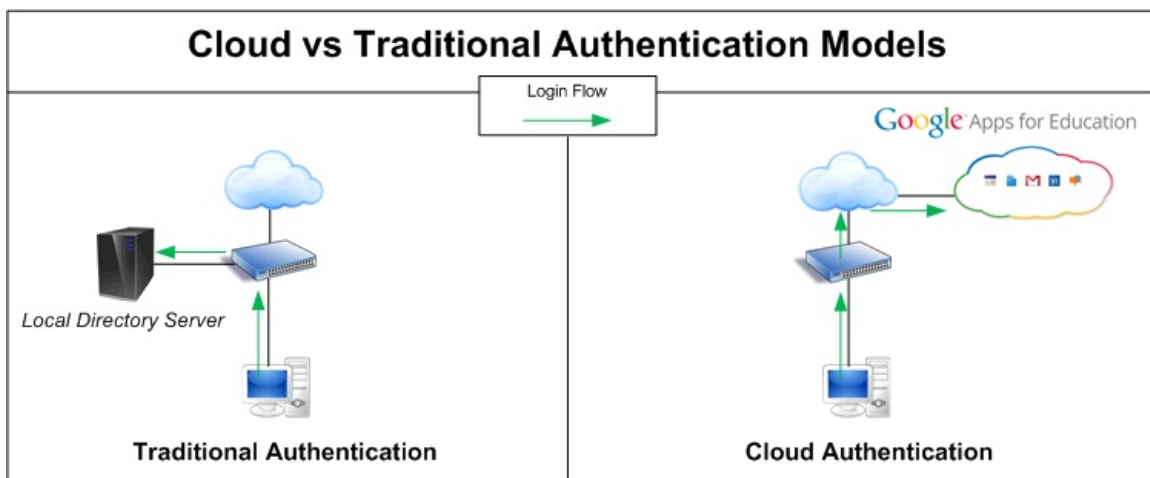 Cloud vs Traditional Authentication Models
Login Flow
Google Apps for Education
Local Directory Server
Traditional Authentication
Cloud Authentication